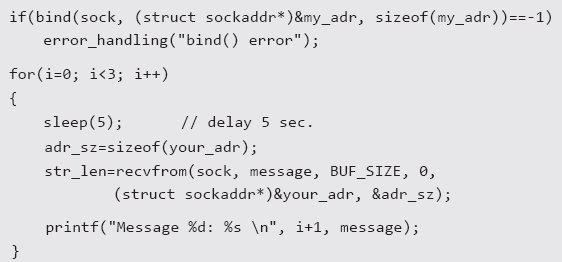 if(bind(sock, (struct sockaddr*)&my_adr, sizeof(my_adr))==-1)
    error_handling("bind() error");
for(i=0; i<3; i++)
{
    sleep(5);       // delay 5 sec.
    adr_sz=sizeof(your_adr);
    str_len=recvfrom(sock, message, BUF_SIZE, 0,
            (struct sockaddr*)&your_adr, &adr_sz);
    printf("Message %d: %s \n", i+1, message);
}